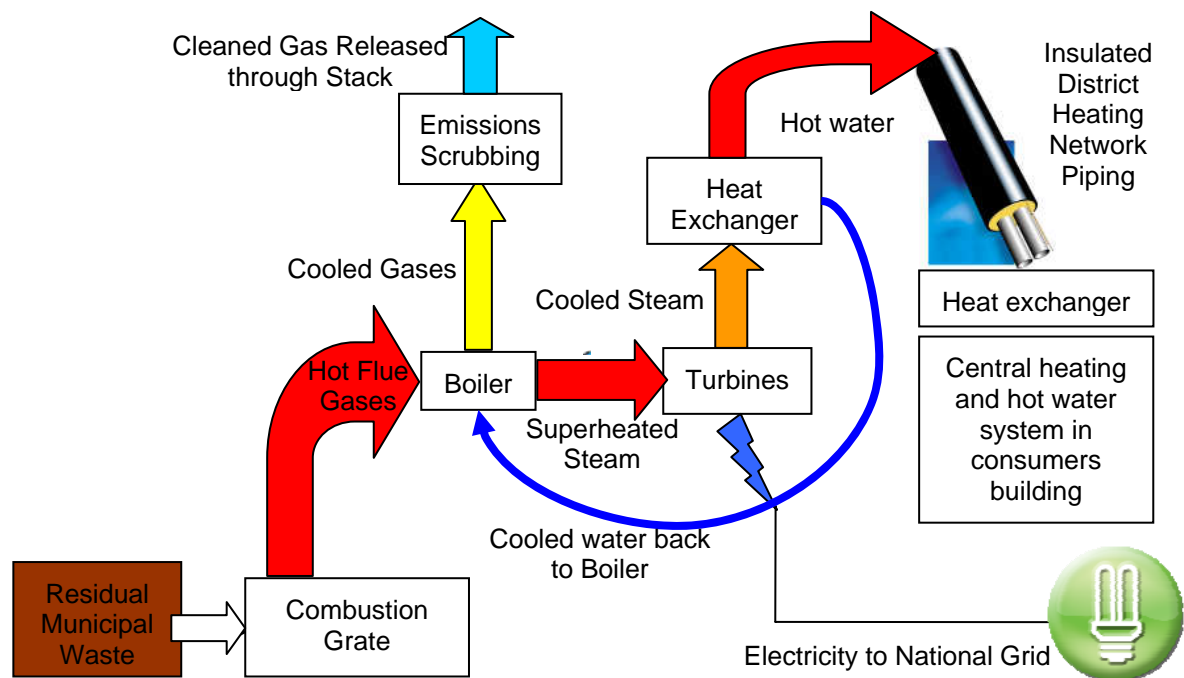 Cleaned Gas Released
through Stack
Emissions
Scrubbing
Cooled Gases
Hot Flue
Gases
Boiler
Superheated
Steam
Turbines
Cooled Steam
Heat
Exchanger
Hot water
Insulated
District
Heating
Network
Piping
Heat exchanger
Central heating
and hot water
system in
consumers
building
Cooled water back
to Boiler
Residual
Municipal
Waste
Combustion
Grate
Electricity to National Grid